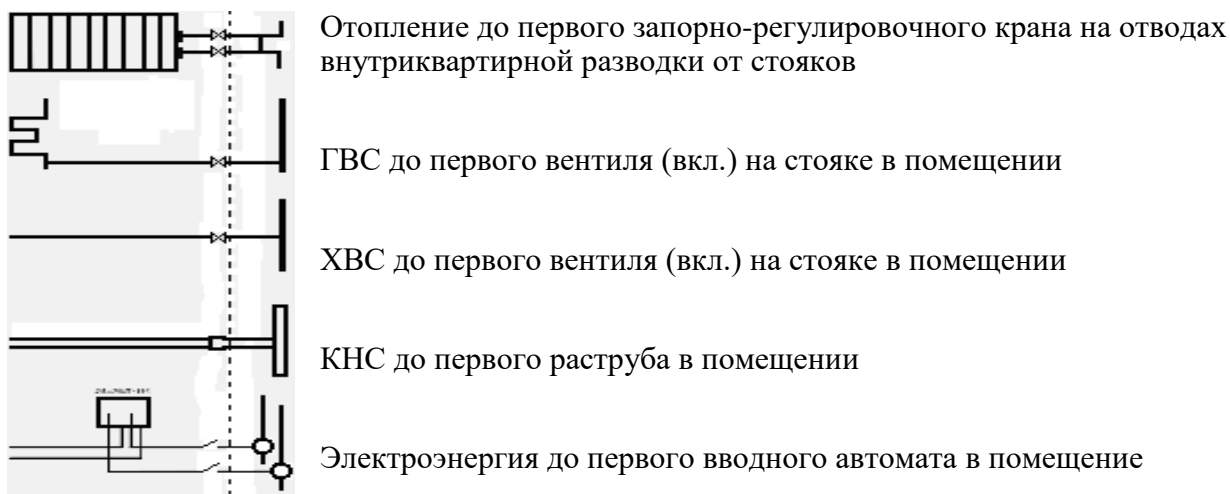 Отопление до первого запорно-регулировочного крана на отводах
внутриквартирной разводки от стояков
ГВС до первого вентиля (вкл.) на стояке в помещении
ХВС до первого вентиля (вкл.) на стояке в помещении
КНС до первого раструба в помещении
Электроэнергия до первого вводного автомата в помещение